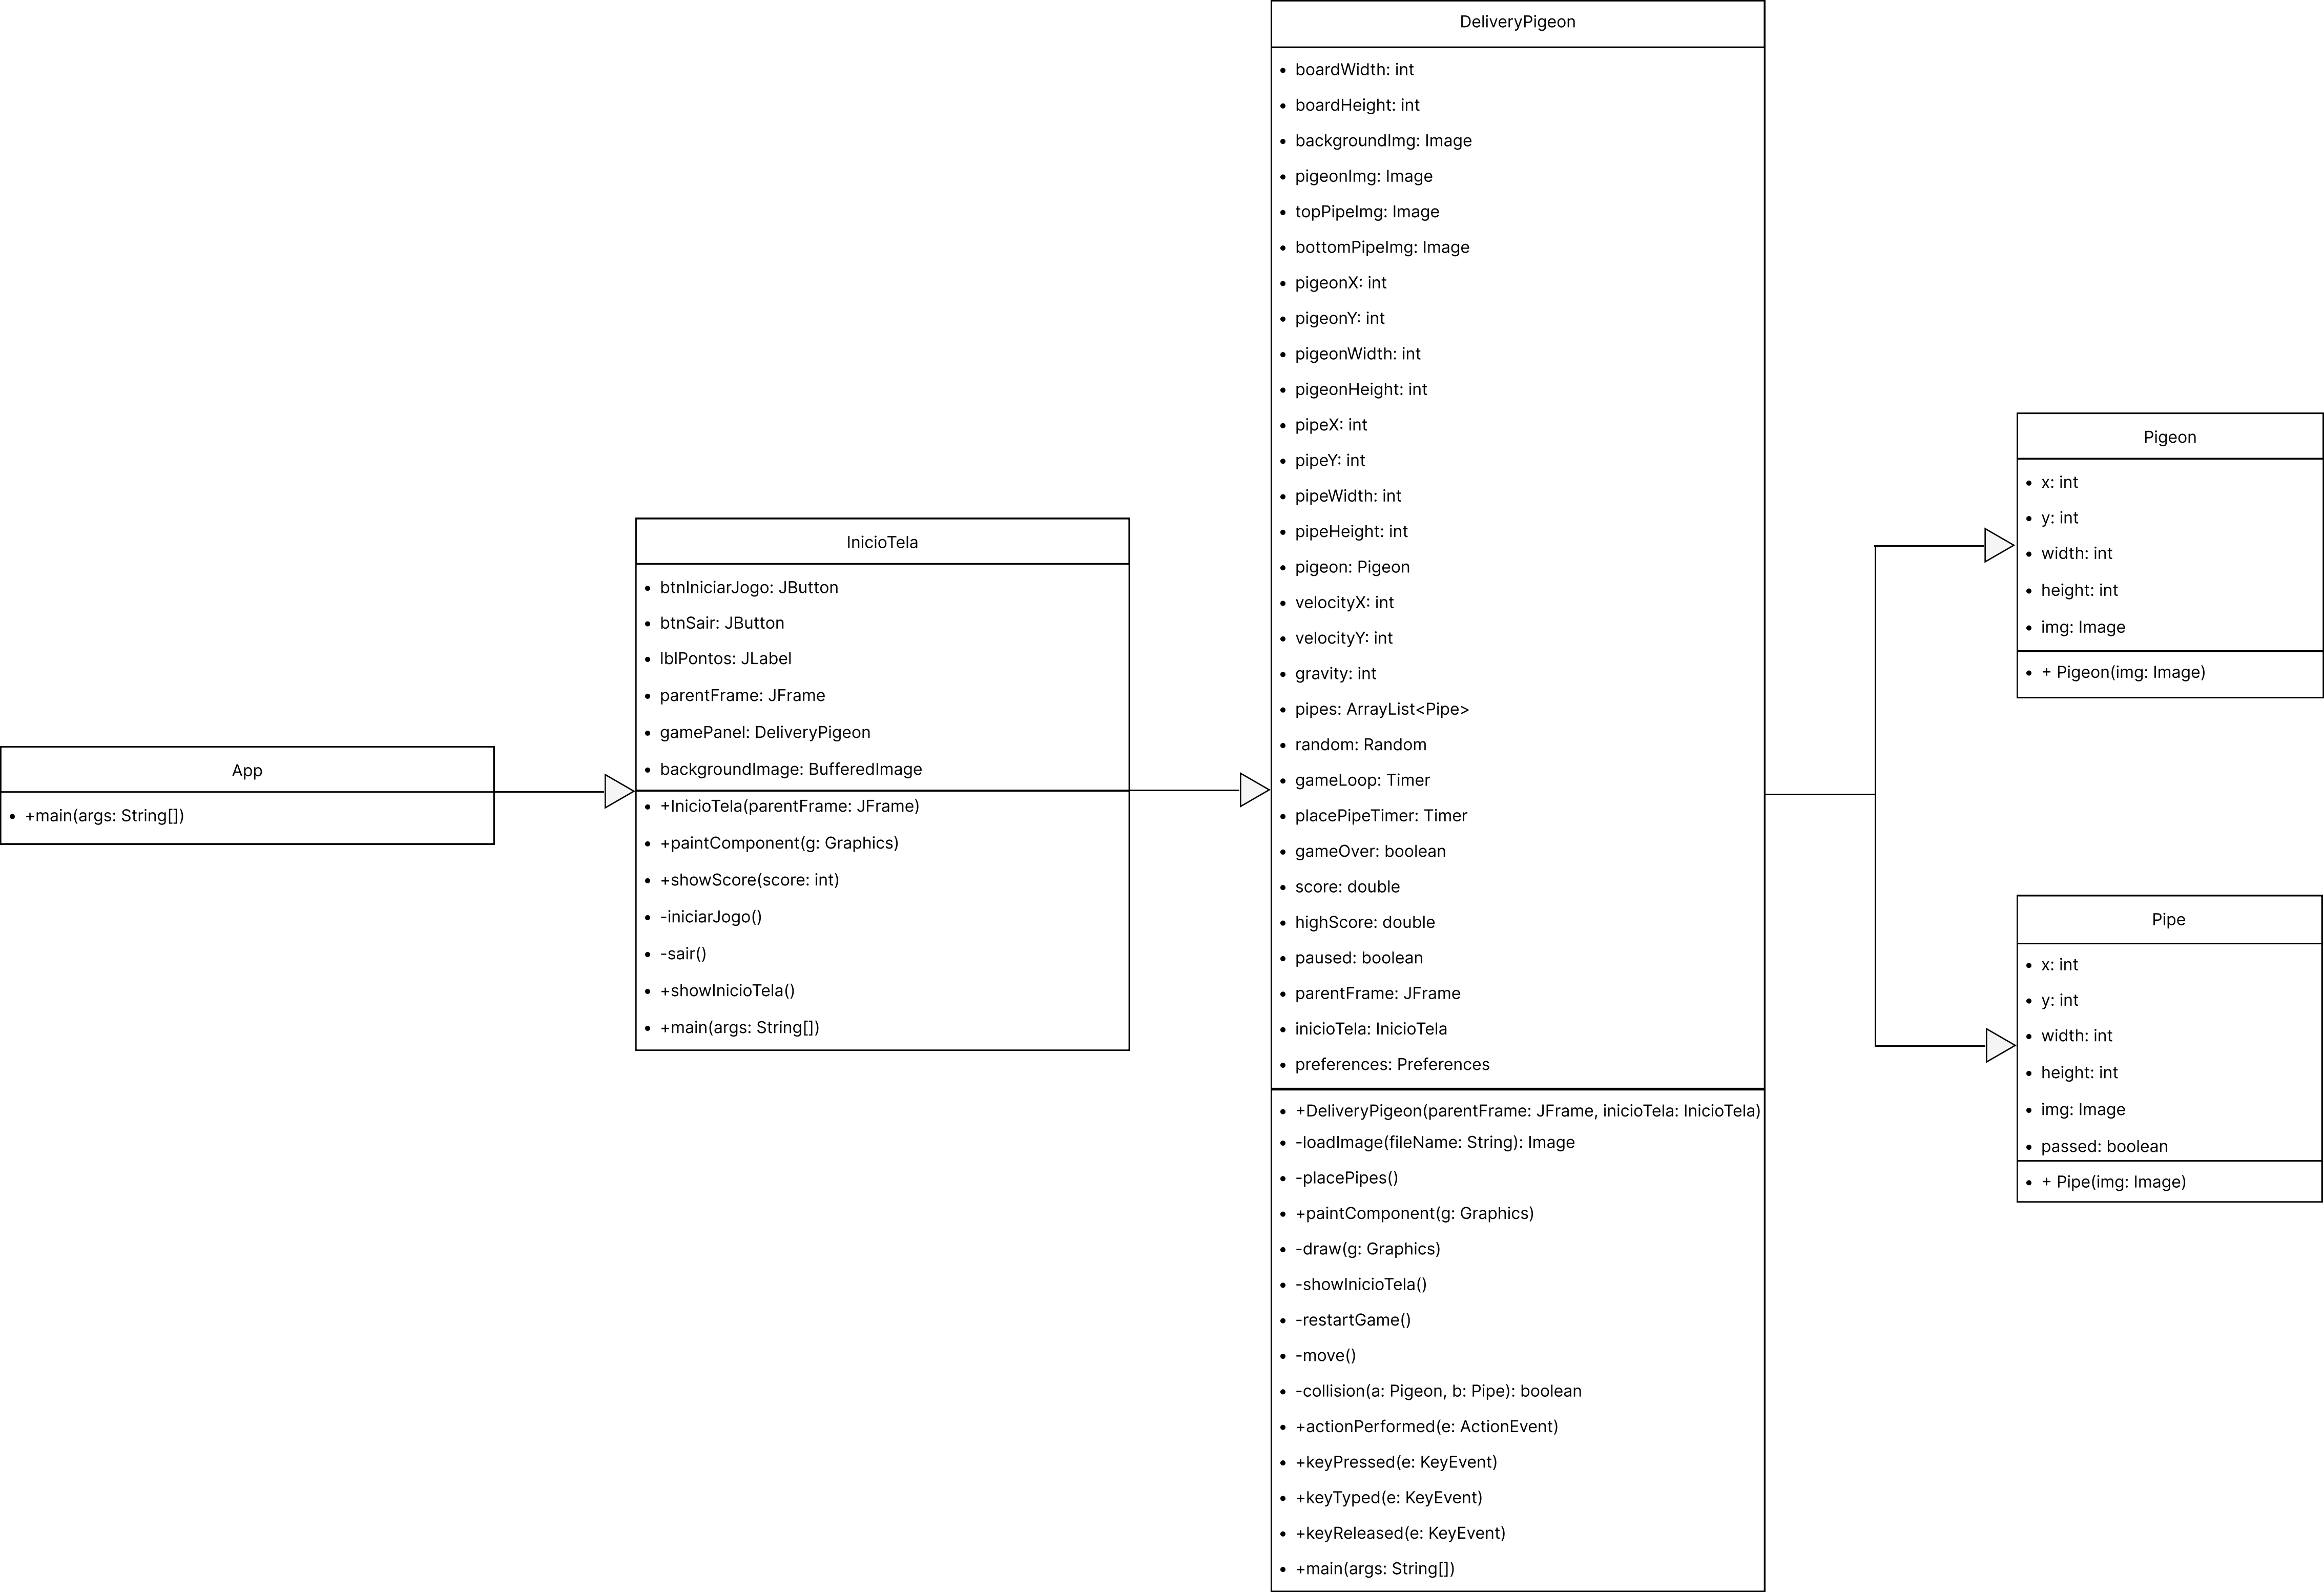 App
+main(args: String[])
InicioTela
btnIniciarJogo: JButton
btnSair: JButton
lblPontos: JLabel
parentFrame: JFrame
gamePanel: DeliveryPigeon
backgroundImage: BufferedImage
+InicioTela(parentFrame: JFrame)
+paintComponent(g: Graphics)
+showScore(score: int)
-iniciarJogo()
-sair()
+showInicioTela()
+main(args: String[])
DeliveryPigeon
boardWidth: int
boardHeight: int
backgroundImg: Image
pigeonImg: Image
topPipeImg: Image
bottomPipeImg: Image
pigeonX: int
pigeonY: int
pigeonWidth: int
pigeonHeight: int
pipeX: int
pipeY: int
pipeWidth: int
pipeHeight: int
pigeon: Pigeon
velocityX: int
velocityY: int
gravity: int
pipes: ArrayList<Pipe>
random: Random
gameLoop: Timer
placePipeTimer: Timer
gameOver: boolean
score: double
highScore: double
paused: boolean
parentFrame: JFrame
inicioTela: InicioTela
preferences: Preferences
+DeliveryPigeon(parentFrame: JFrame, inicioTela: InicioTela)
-loadImage(fileName: String): Image
-placePipes()
+paintComponent(g: Graphics)
-draw(g: Graphics)
-showInicioTela()
-restartGame()
-move()
-collision(a: Pigeon, b: Pipe): boolean
+actionPerformed(e: ActionEvent)
+keyPressed(e: KeyEvent)
+keyTyped(e: KeyEvent)
+keyReleased(e: KeyEvent)
+main(args: String[])
Pigeon
x: int
y: int
width: int
height: int
img: Image
+ Pigeon(img: Image)
Pipe
x: int
y: int
width: int
height: int
img: Image
passed: boolean
+ Pipe(img: Image)